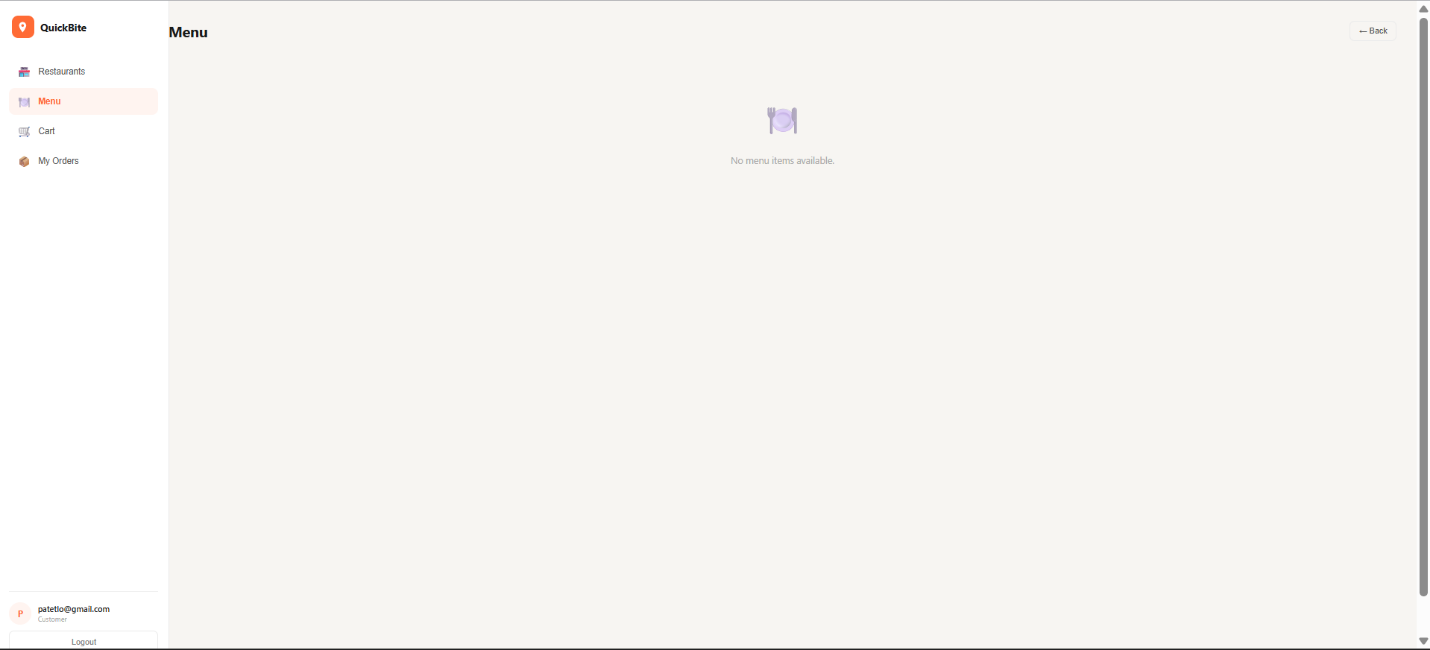 QuickBite
Restaurants
Menu
Cart
My Orders
Menu
← Back
No menu items available.
P
patetlo@gmail.com
Customer
Logout